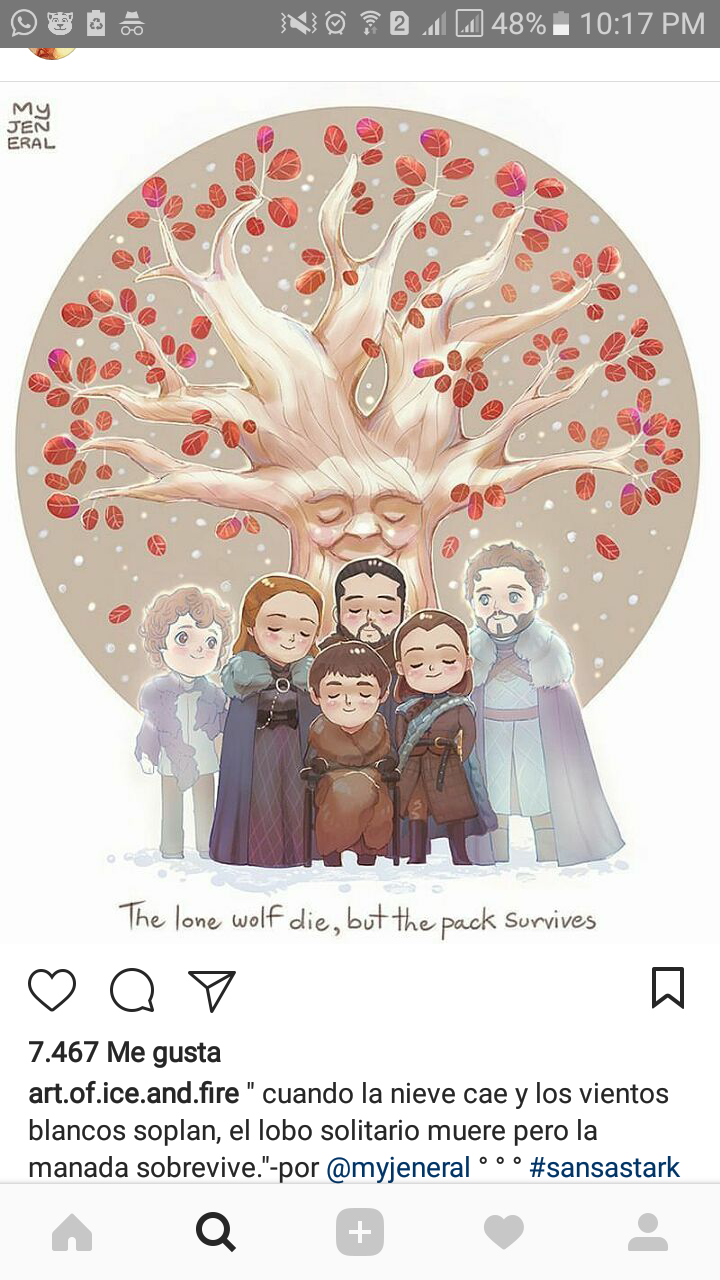 2 48% 10:17 PM
My
JEN
ERAL
The lone wolf die, but the pack survives
7.467 Me gusta
art.of.ice.and.fire " cuando la nieve cae y los vientos
blancos soplan, el lobo solitario muere pero la
manada sobrevive."-por @myjeneral ° ° ° #sansastark